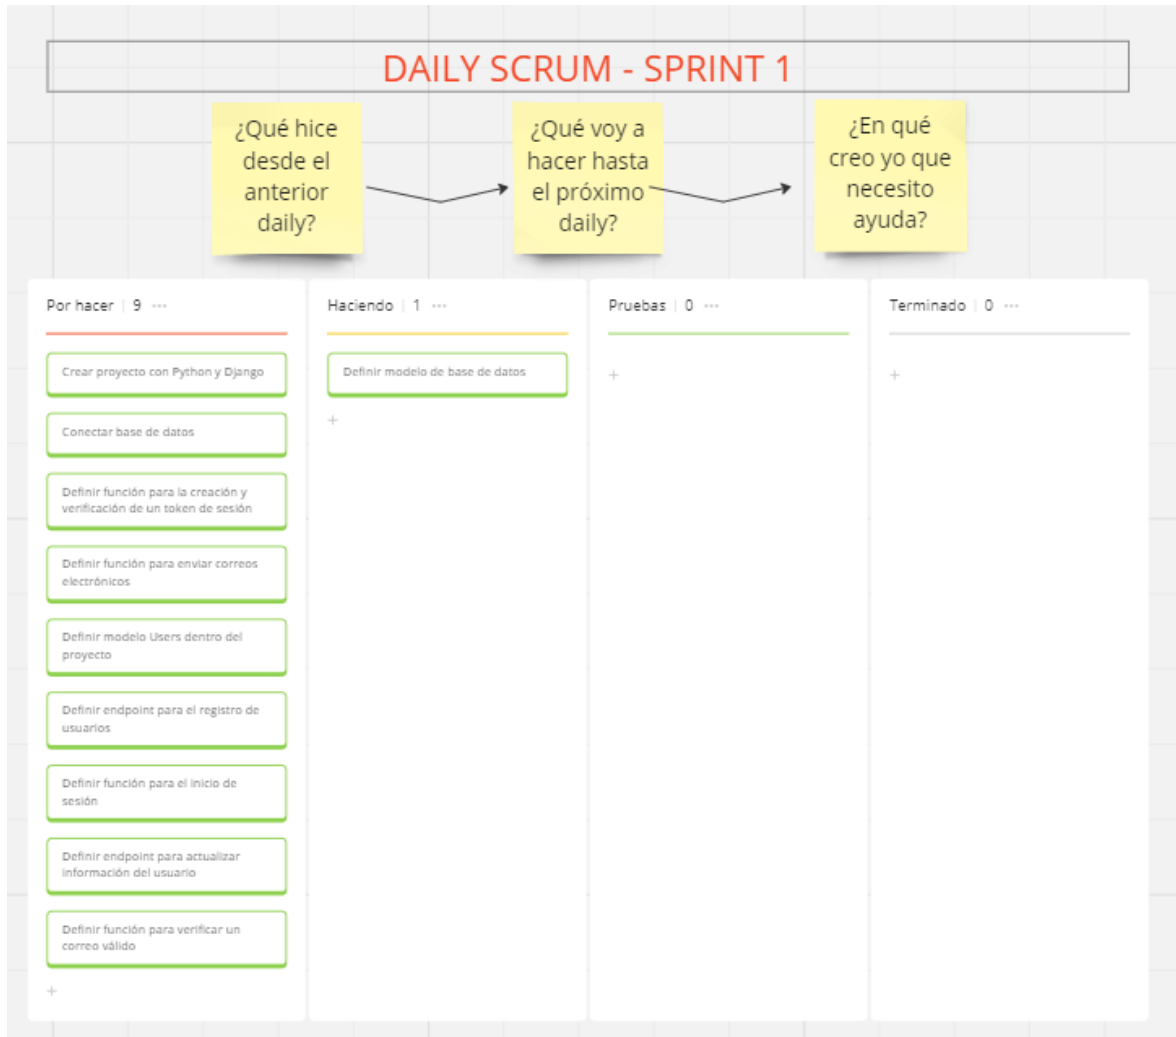 DAILY SCRUM - SPRINT 1
¿Qué hice
desde el
anterior
daily?
¿Qué voy a
hacer hasta
el próximo
daily?
¿En qué
creo yo que
necesito
ayuda?
Por hacer | 9 ...
Crear proyecto con Python y Django
Conectar base de datos
Definir función para la creación y
verificación de un token de sesión
Definir función para enviar correos
electrónicos
Definir modelo Users dentro del
proyecto
Definir endpoint para el registro de
usuarios
Definir función para el inicio de
sesión
Definir endpoint para actualizar
información del usuario
Definir función para verificar un
correo válido
+
Haciendo | 1 ...
Definir modelo de base de datos
+
Pruebas | 0 ...
+
Terminado | 0 ...
+